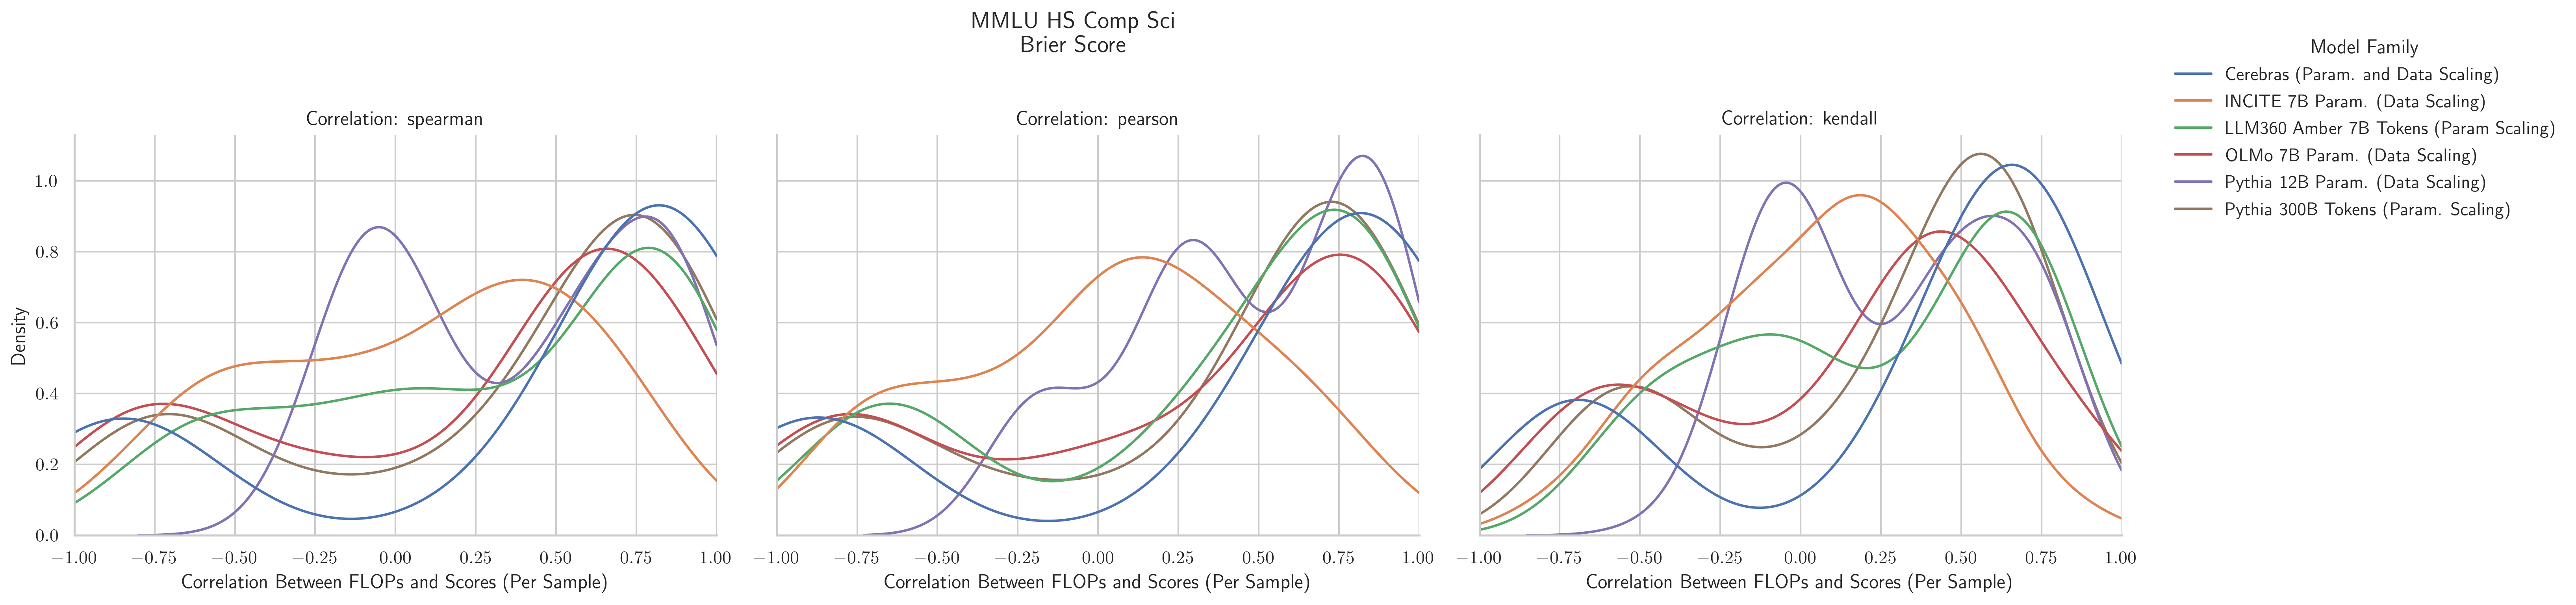 MMLU HS Comp Sci
Brier Score
Correlation: spearman
Correlation: pearson
Correlation: kendall
Model Family
Cerebras (Param. and Data Scaling)
INCITE 7B Param. (Data Scaling)
LLM360 Amber 7B Tokens (Param Scaling)
OLMo 7B Param. (Data Scaling)
Pythia 12B Param. (Data Scaling)
Pythia 300B Tokens (Param. Scaling)
Density
1.0
0.8
0.6
0.4
0.2
0.0
−1.00 −0.75 −0.50 −0.25 0.00 0.25 0.50 0.75 1.00
−1.00 −0.75 −0.50 −0.25 0.00 0.25 0.50 0.75 1.00
−1.00 −0.75 −0.50 −0.25 0.00 0.25 0.50 0.75 1.00
Correlation Between FLOPs and Scores (Per Sample)
Correlation Between FLOPs and Scores (Per Sample)
Correlation Between FLOPs and Scores (Per Sample)